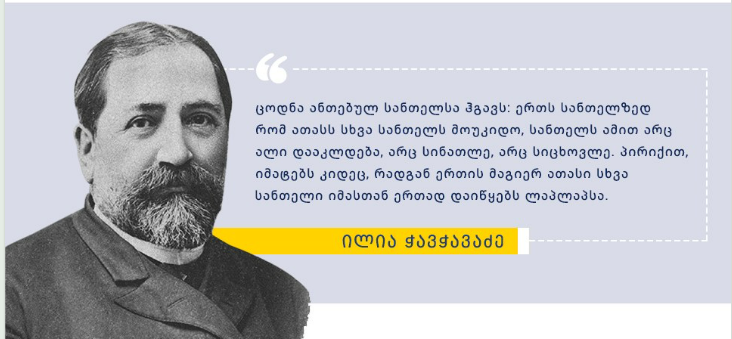 ცოდნა ანთებულ სანთელსა ჰგავს: ერთს სანთელზედ
რომ ათასს სხვა სანთელს მოუკიდო, სანთელს ამით არც
ალი დააკლდება, არც სინათლე, არც სიცხოვლე. პირიქით,
იმატებს კიდეც, რადგან ერთის მაგიერ ათასი სხვა
სანთელი იმასთან ერთად დაიწყებს ლაპლაპსა.
ილია ჭავჭავაძე